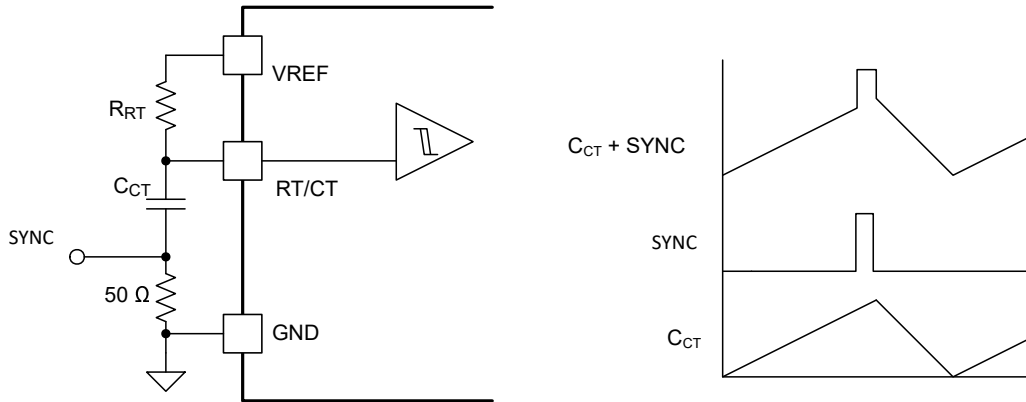 VREF
RRT
RT/CT
CCT
SYNC
50 Ω
GND
CCT + SYNC
SYNC
CCT